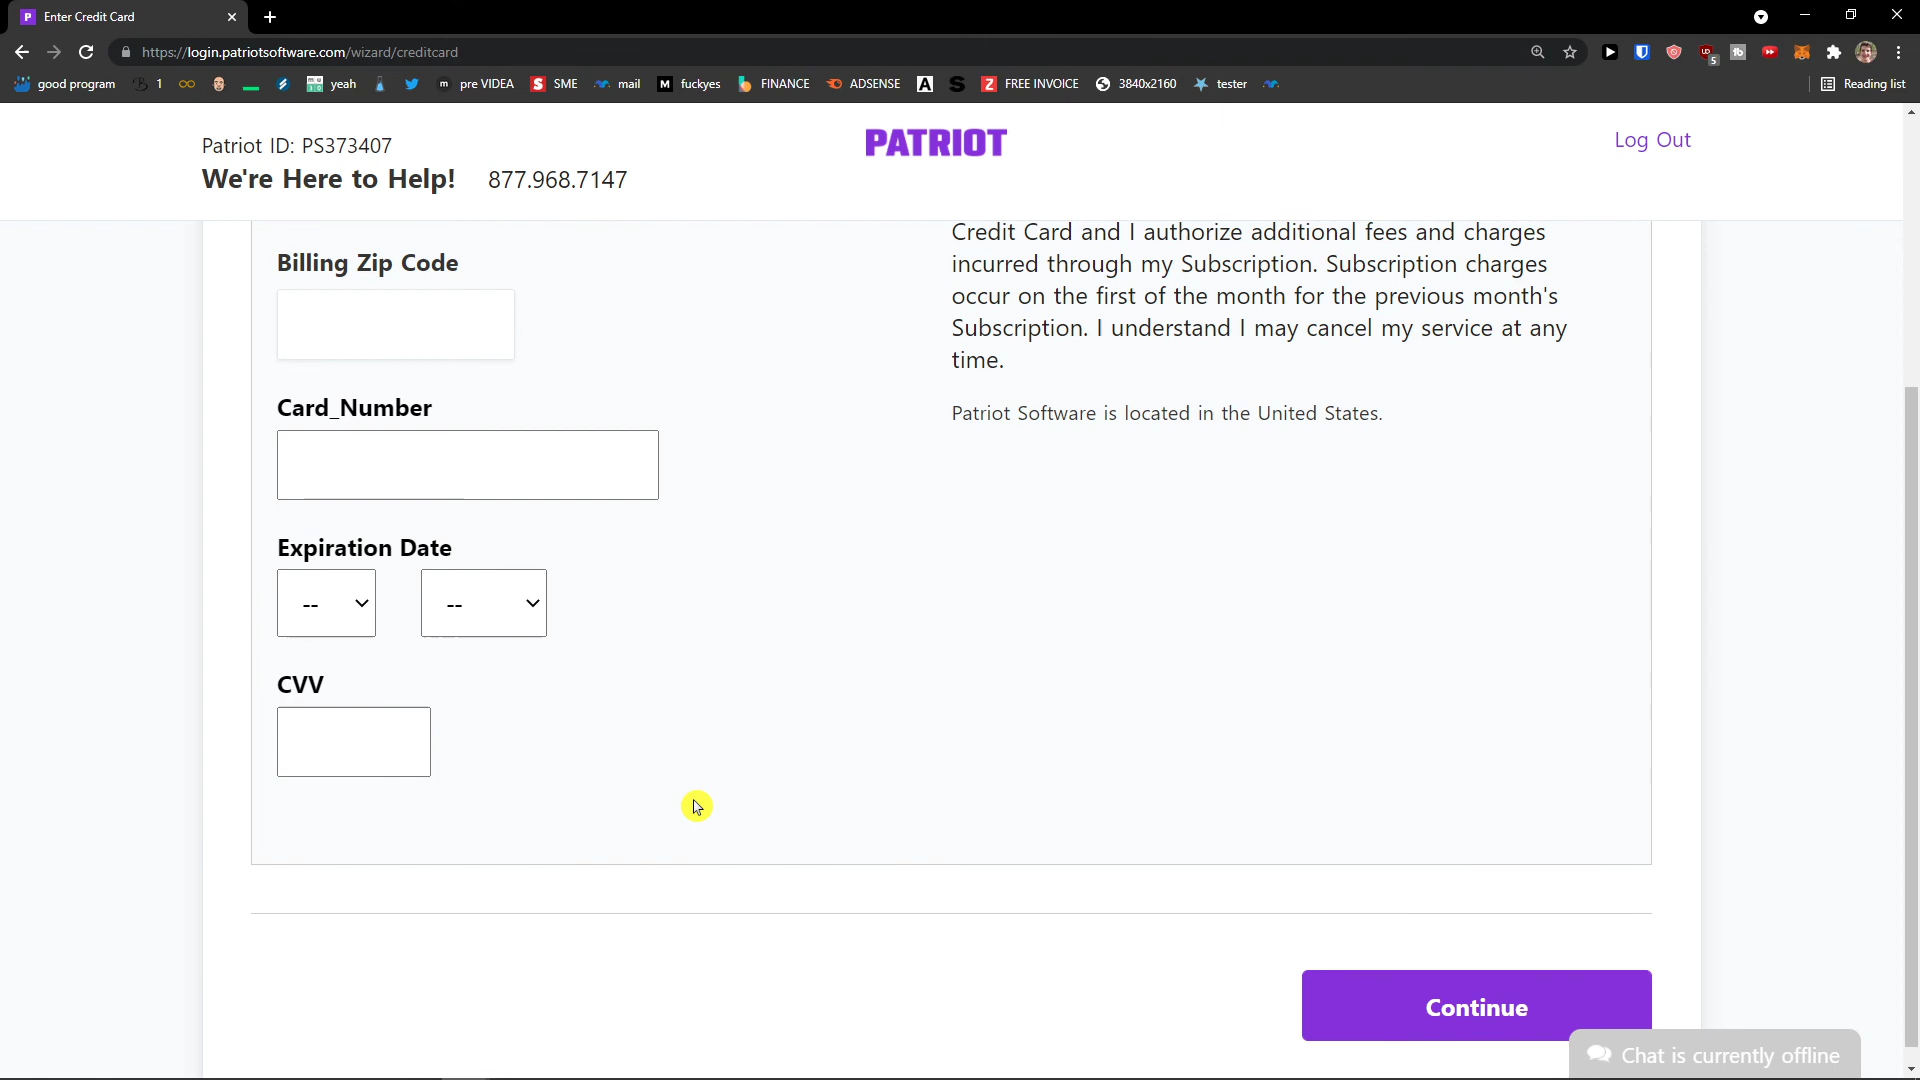 Enter Credit Card
https://login.patriotsoftware.com/wizard/creditcard
good program 1 yeah pre VIDEA SME mail fuckyes FINANCE ADSENSE FREE INVOICE 3840x2160 tester Reading list
Patriot ID: PS373407
PATRIOT
Log Out
We're Here to Help! 877.968.7147
Billing Zip Code
Card_Number
Expiration Date
--
--
CVV
Credit Card and I authorize additional fees and charges
incurred through my Subscription. Subscription charges
occur on the first of the month for the previous month's
Subscription. I understand I may cancel my service at any
time.
Patriot Software is located in the United States.
Continue
Chat is currently offline